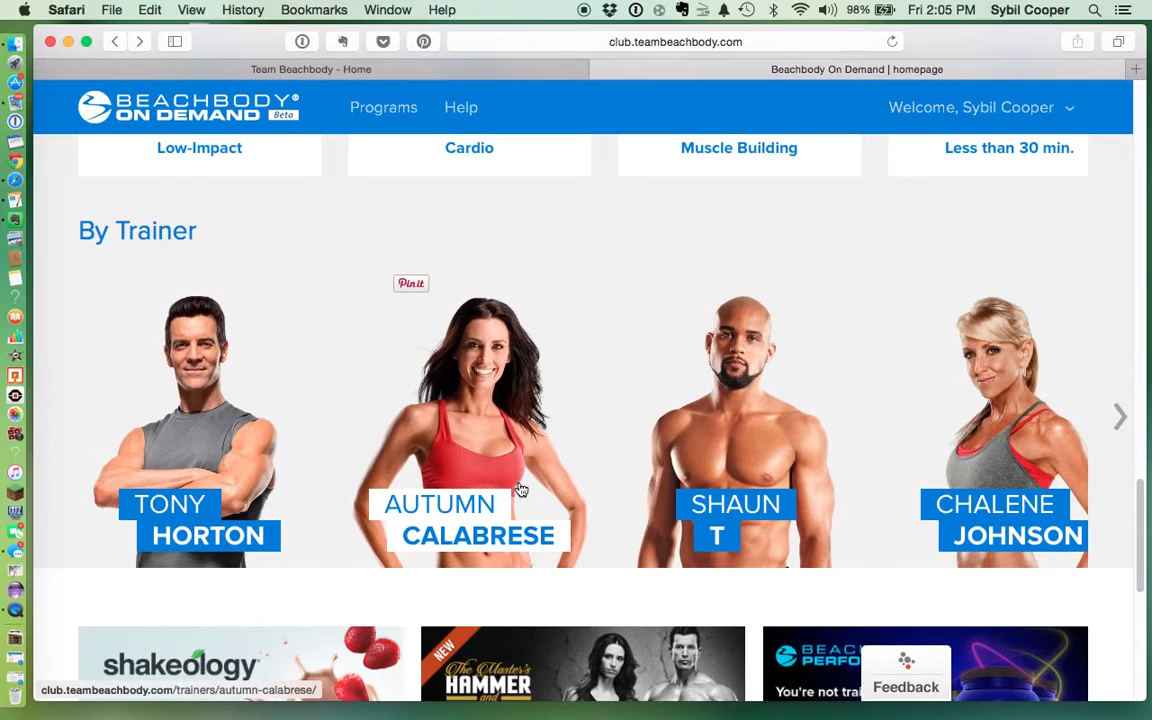 Safari File Edit View History Bookmarks Window Help 98% Fri 2:05 PM Sybil Cooper
club.teambeachbody.com
Team Beachbody - Home Beachbody On Demand | homepage
BEACHBODY®
ON DEMAND Beta
Programs Help Welcome, Sybil Cooper
Low-Impact Cardio Muscle Building Less than 30 min.
By Trainer
Pin it
TONY
HORTON
AUTUMN
CALABRESE
SHAUN
T
CHALENE
JOHNSON
shakeology
NEW
The Master's
HAMMER
and
BEACHBODY
PERFO
You're not trai
Feedback
club.teambeachbody.com/trainers/autumn-calabrese/